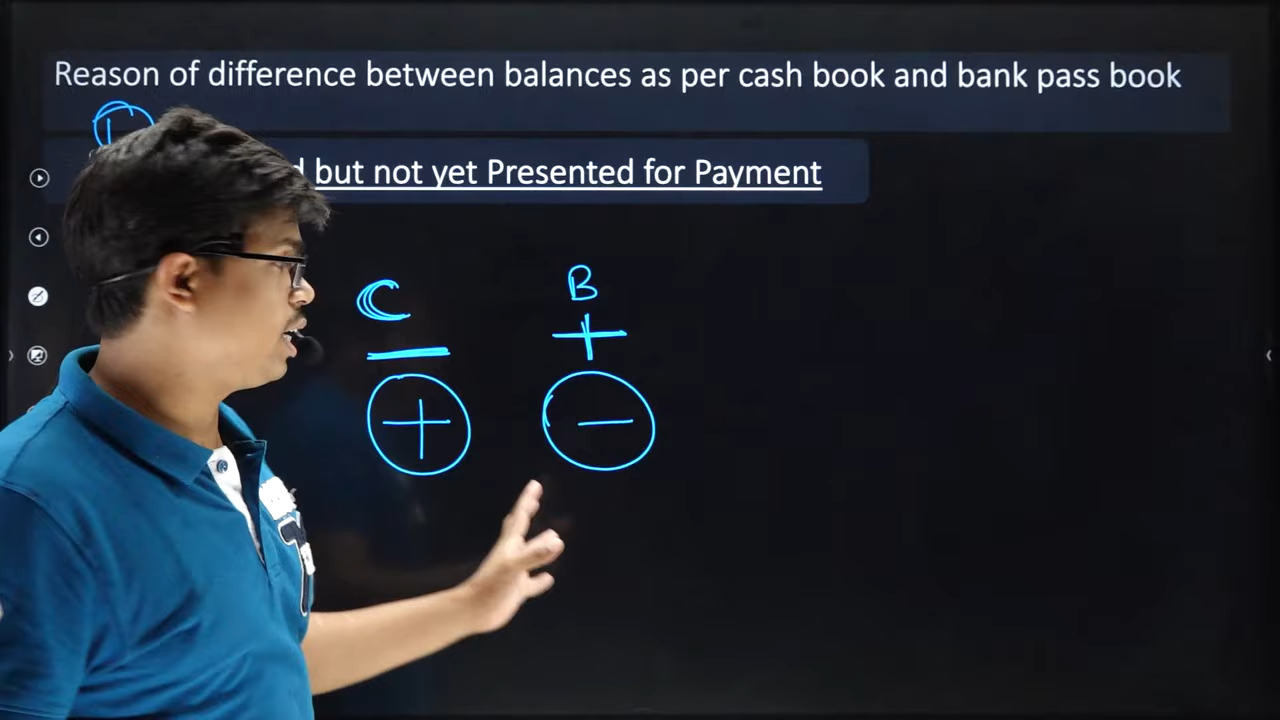 Reason of difference between balances as per cash book and bank pass book
but not yet Presented for Payment
C B
— +
+ −